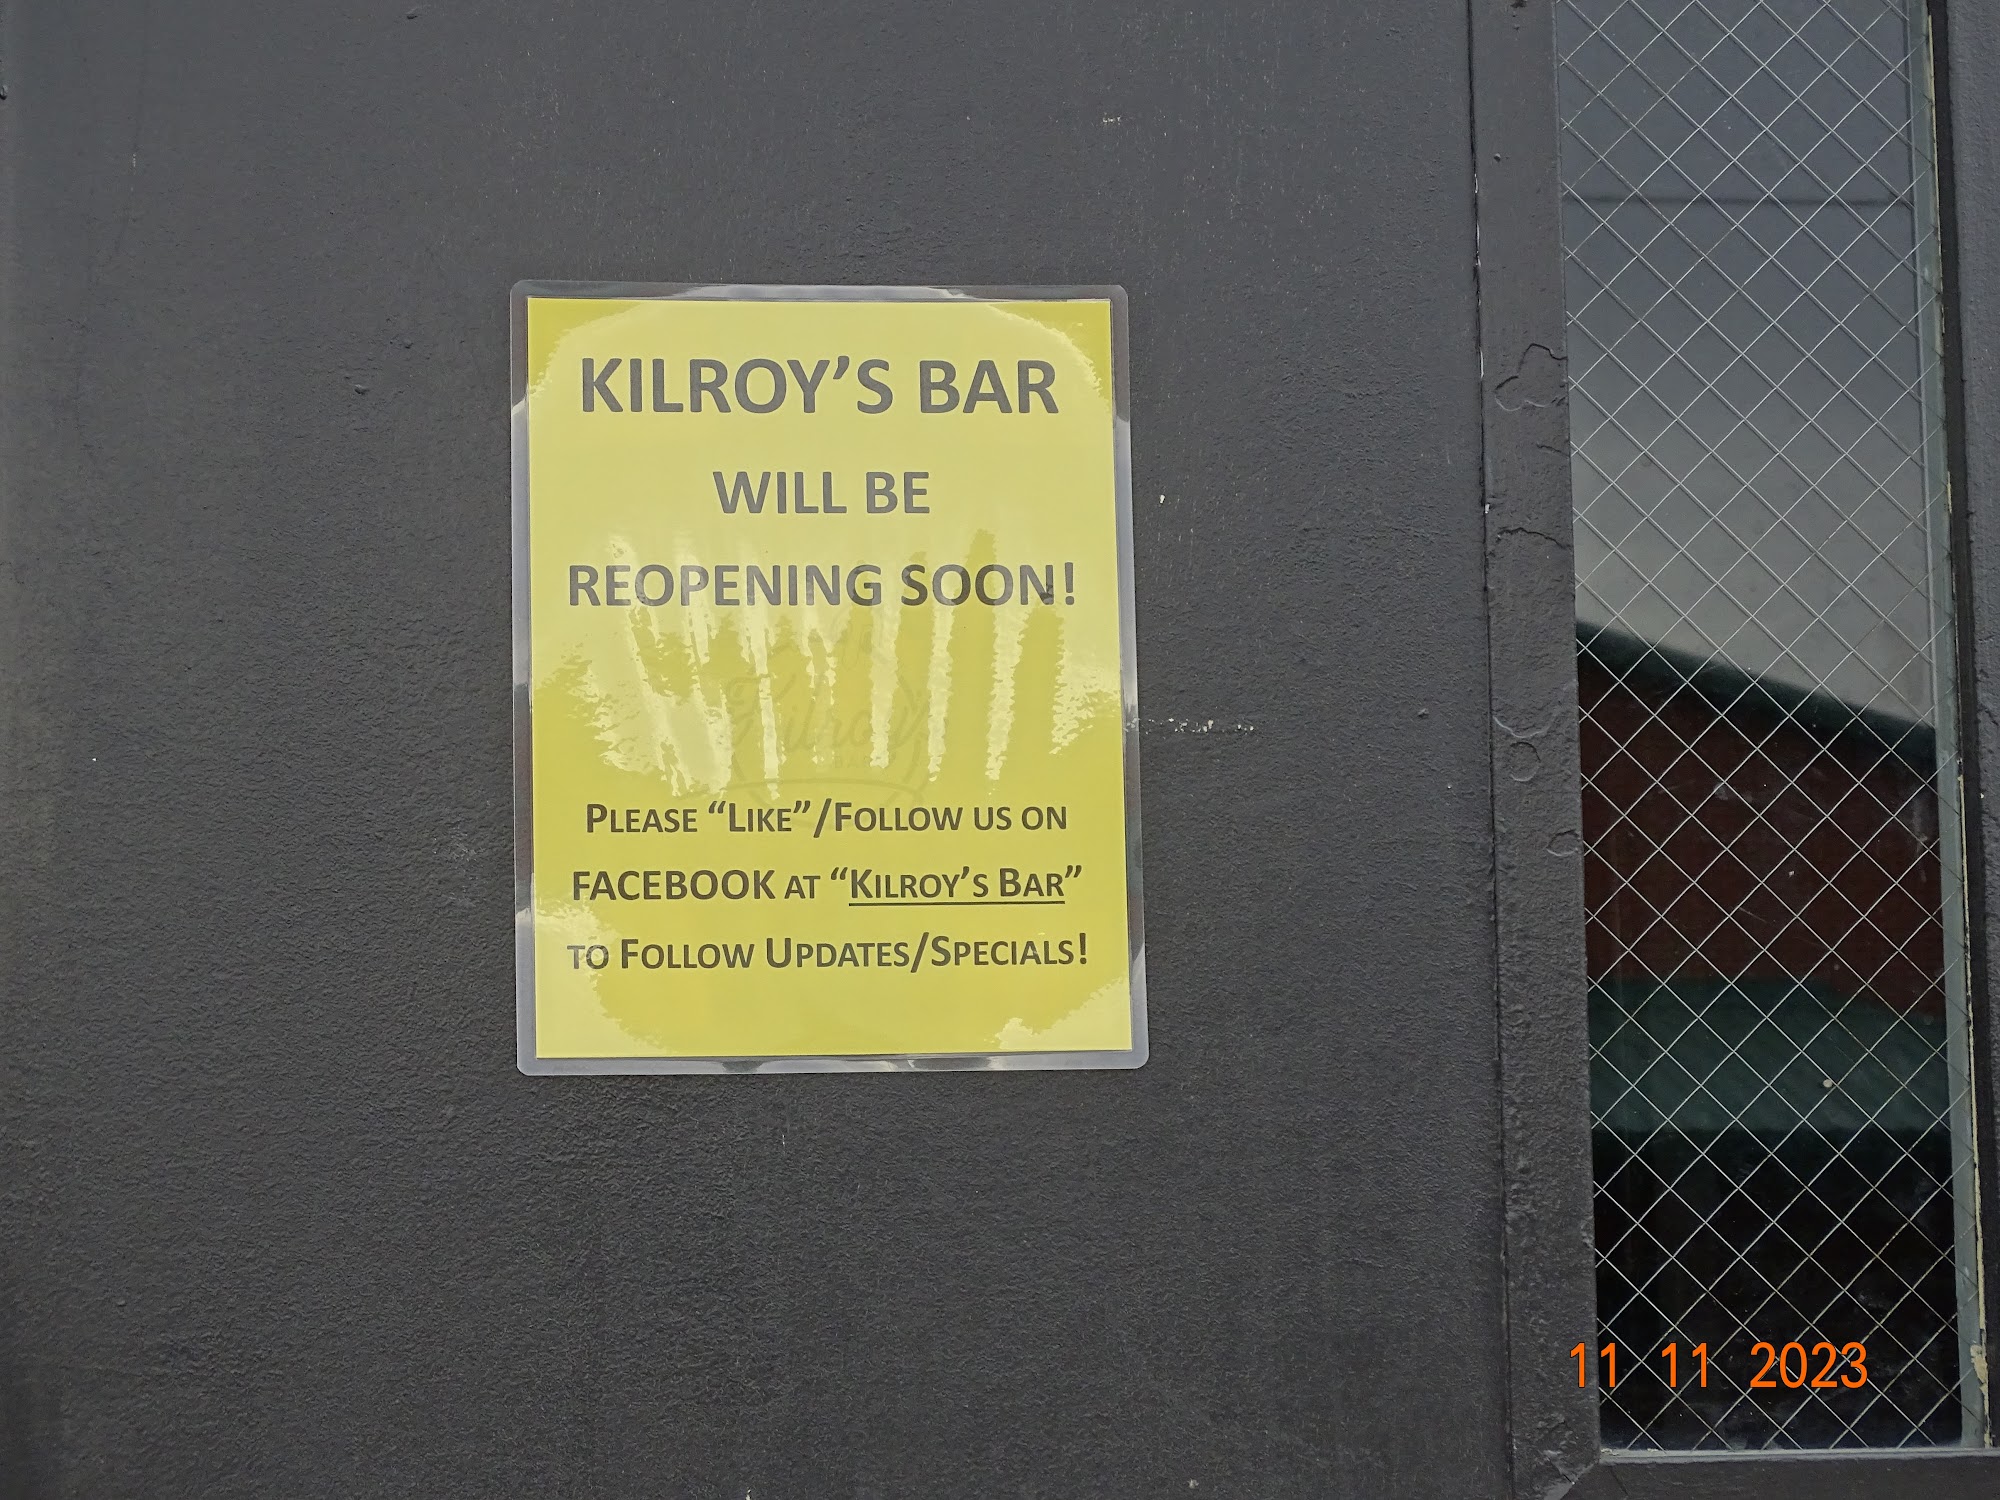 KILROY’S BAR
WILL BE
REOPENING SOON!
Kilroy's
PLEASE “LIKE”/FOLLOW US ON
FACEBOOK AT “KILROY’S BAR”
TO FOLLOW UPDATES/SPECIALS!
11 11 2023